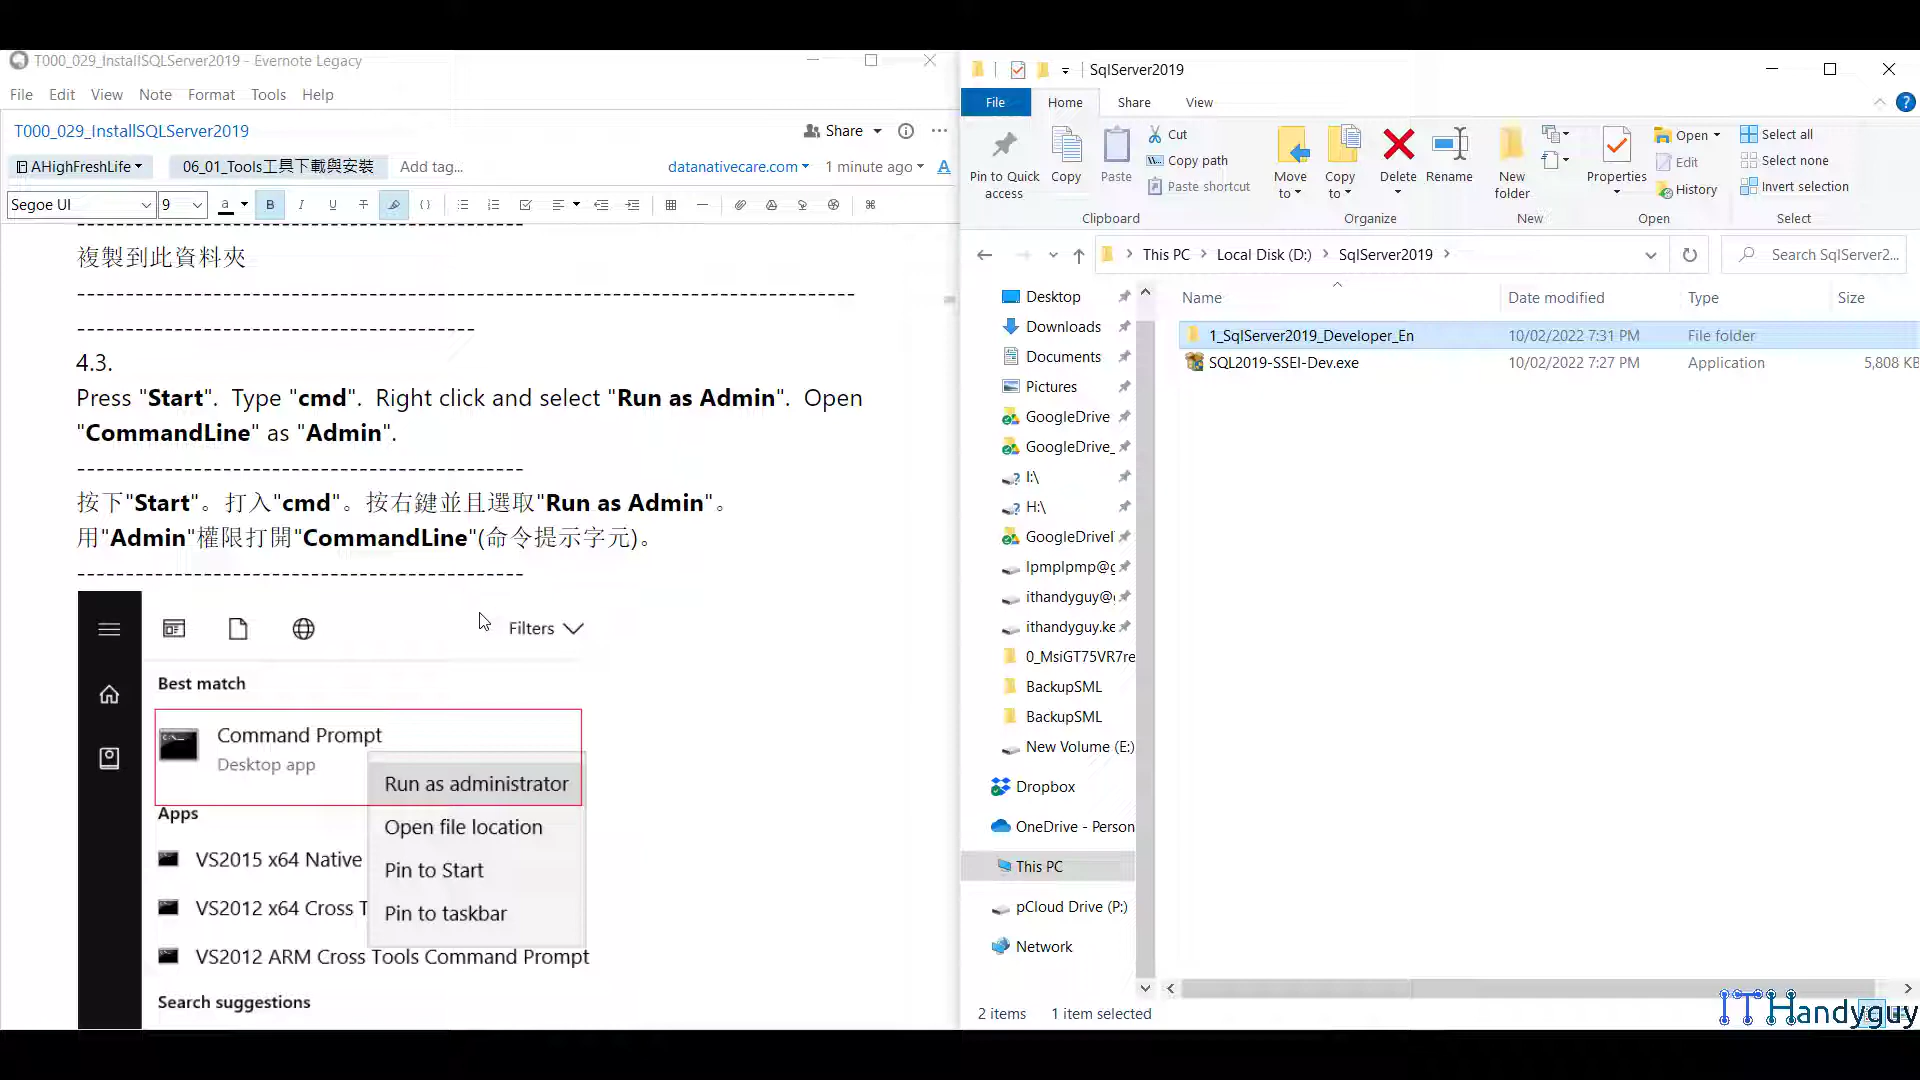 T000_029_InstallSQLServer2019 - Evernote Legacy
File Edit View Note Format Tools Help
T000_029_InstallSQLServer2019
Share
AHighFreshLife
06_01_Tools工具下載與安裝
Add tag...
datanativecare.com
1 minute ago
Segoe UI
9
---------------------------------------------
複製到此資料夾
-------------------------------------------------------------------------------
----------------------------------------
4.3.
Press "Start".  Type "cmd".  Right click and select "Run as Admin".  Open
"CommandLine" as "Admin".
---------------------------------------------
按下"Start"。打入"cmd"。按右鍵並且選取"Run as Admin"。
用"Admin"權限打開"CommandLine"(命令提示字元)。
---------------------------------------------
Filters
Best match
Command Prompt
Desktop app
Run as administrator
Apps
Open file location
VS2015 x64 Native
Pin to Start
VS2012 x64 Cross T
Pin to taskbar
VS2012 ARM Cross Tools Command Prompt
Search suggestions
SqlServer2019
File Home Share View
Pin to Quick access
Copy
Paste
Cut
Copy path
Paste shortcut
Clipboard
Move to
Copy to
Delete
Rename
Organize
New folder
New
Properties
Open
Edit
History
Open
Select all
Select none
Invert selection
Select
This PC > Local Disk (D:) > SqlServer2019 >
Search SqlServer2...
Name Date modified Type Size
1_SqlServer2019_Developer_En 10/02/2022 7:31 PM File folder
SQL2019-SSEI-Dev.exe 10/02/2022 7:27 PM Application 5,808 KB
Desktop
Downloads
Documents
Pictures
GoogleDrive
GoogleDrive_
I:\
H:\
GoogleDrivel
lpmplpmp@g
ithandyguy@g
ithandyguy.ke
0_MsiGT75VR7re
BackupSML
BackupSML
New Volume (E:)
Dropbox
OneDrive - Person
This PC
pCloud Drive (P:)
Network
2 items 1 item selected
ITHandyguy